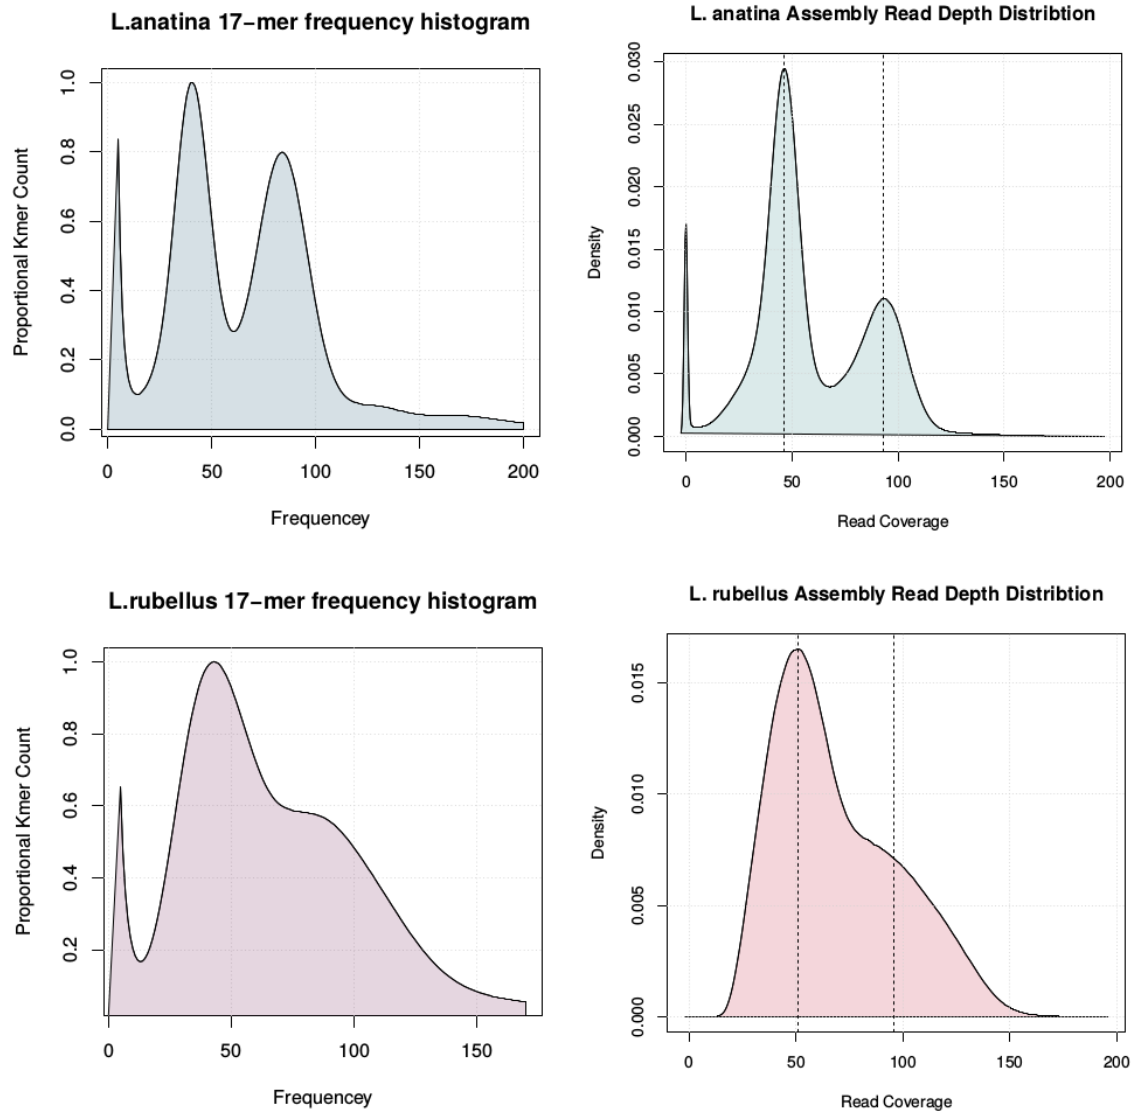 L.anatina 17−mer frequency histogram
Proportional Kmer Count
1.0
0.8
0.6
0.4
0.2
0.0
0 50 100 150 200
Frequencey
L. anatina Assembly Read Depth Distribtion
Density
0.030
0.025
0.020
0.015
0.010
0.005
0.000
0 50 100 150 200
Read Coverage
L.rubellus 17−mer frequency histogram
Proportional Kmer Count
1.0
0.8
0.6
0.4
0.2
0 50 100 150
Frequencey
L. rubellus Assembly Read Depth Distribtion
Density
0.015
0.010
0.005
0.000
0 50 100 150 200
Read Coverage